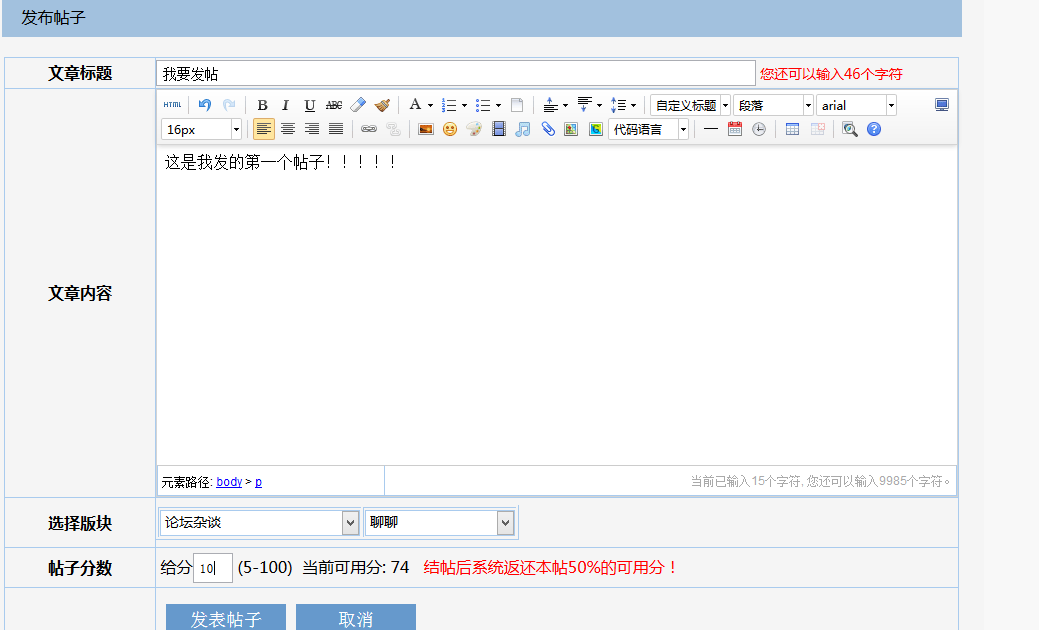 发布帖子
文章标题 我要发帖 您还可以输入46个字符
HTML B I U ABC A 自定义标题 段落 arial
16px 代码语言
这是我发的第一个帖子！！！！！
文章内容
元素路径: body > p 当前已输入15个字符, 您还可以输入9985个字符。
选择版块 论坛杂谈 聊聊
帖子分数 给分 10 (5-100) 当前可用分: 74 结帖后系统返还本帖50%的可用分！
发表帖子 取消